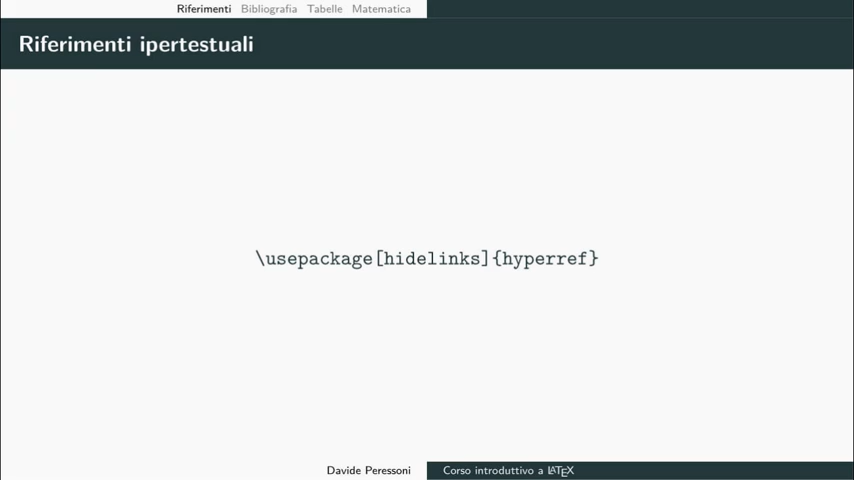 Riferimenti Bibliografia Tabelle Matematica
Riferimenti ipertestuali
\usepackage[hidelinks]{hyperref}
Davide Peressoni Corso introduttivo a LATEX